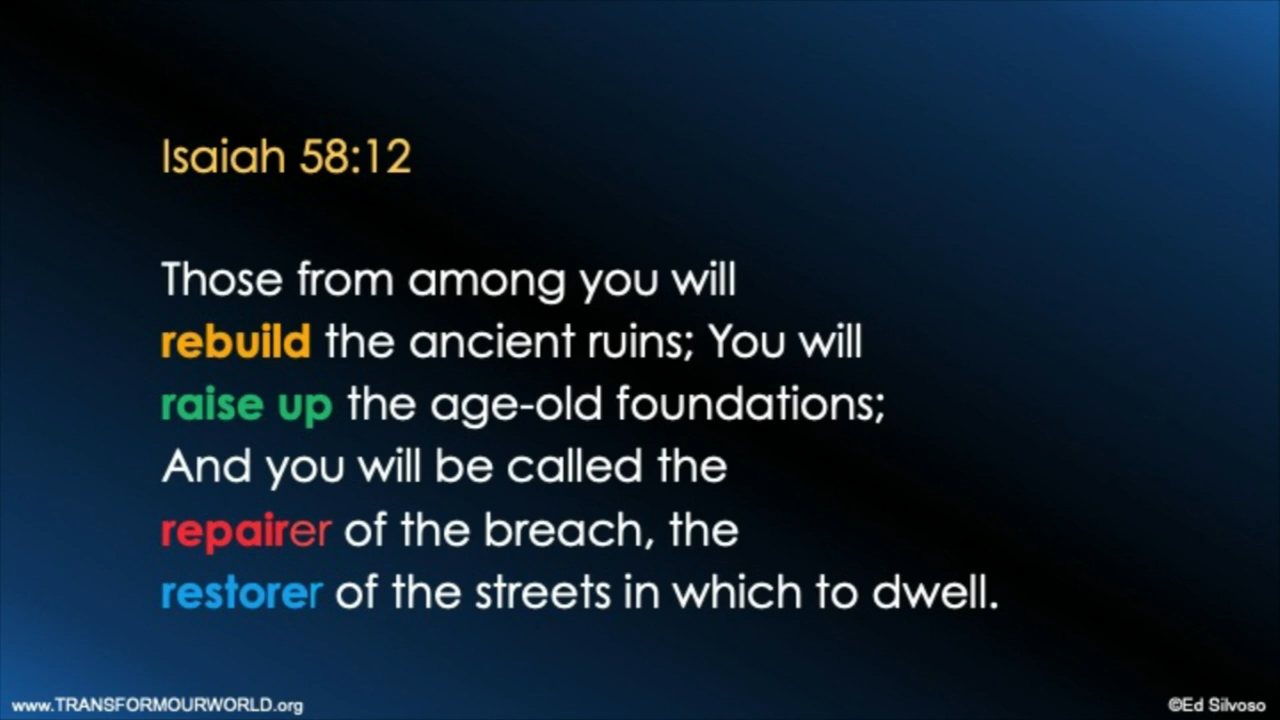 Isaiah 58:12
Those from among you will
rebuild the ancient ruins; You will
raise up the age-old foundations;
And you will be called the
repairer of the breach, the
restorer of the streets in which to dwell.
www.TRANSFORMOURWORLD.org
©Ed Silvoso